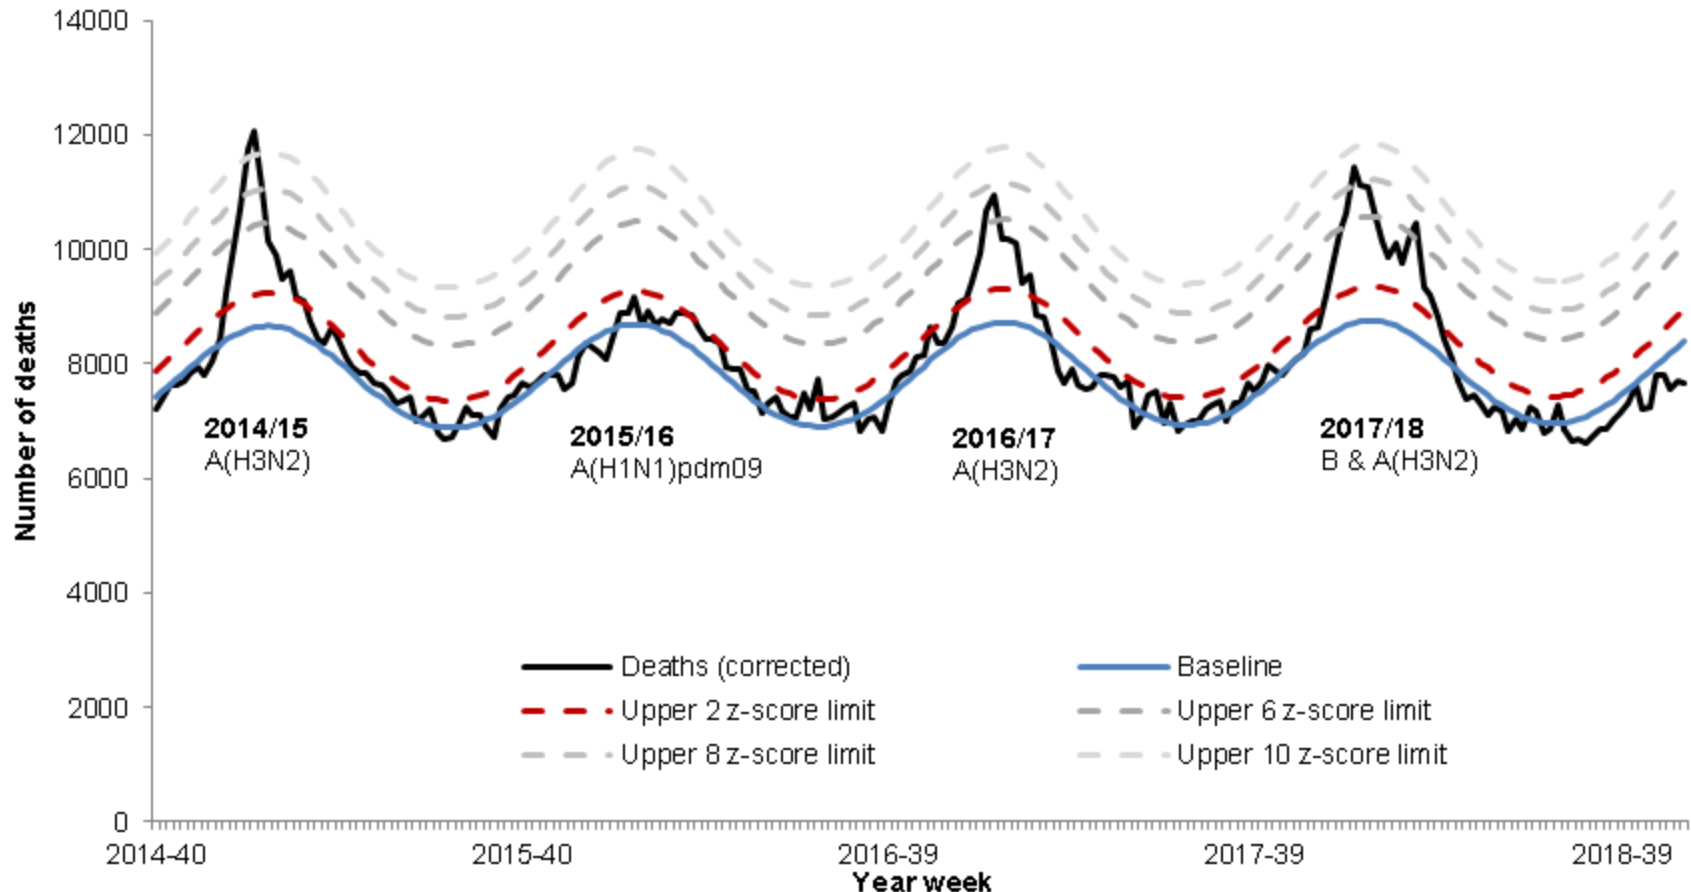 14000
12000
10000
8000
6000
4000
2000
0
Number of deaths
2014/15
A(H3N2)
2015/16
A(H1N1)pdm09
2016/17
A(H3N2)
2017/18
B & A(H3N2)
Deaths (corrected)
Baseline
Upper 2 z-score limit
Upper 6 z-score limit
Upper 8 z-score limit
Upper 10 z-score limit
2014-40
2015-40
2016-39
2017-39
2018-39
Year week